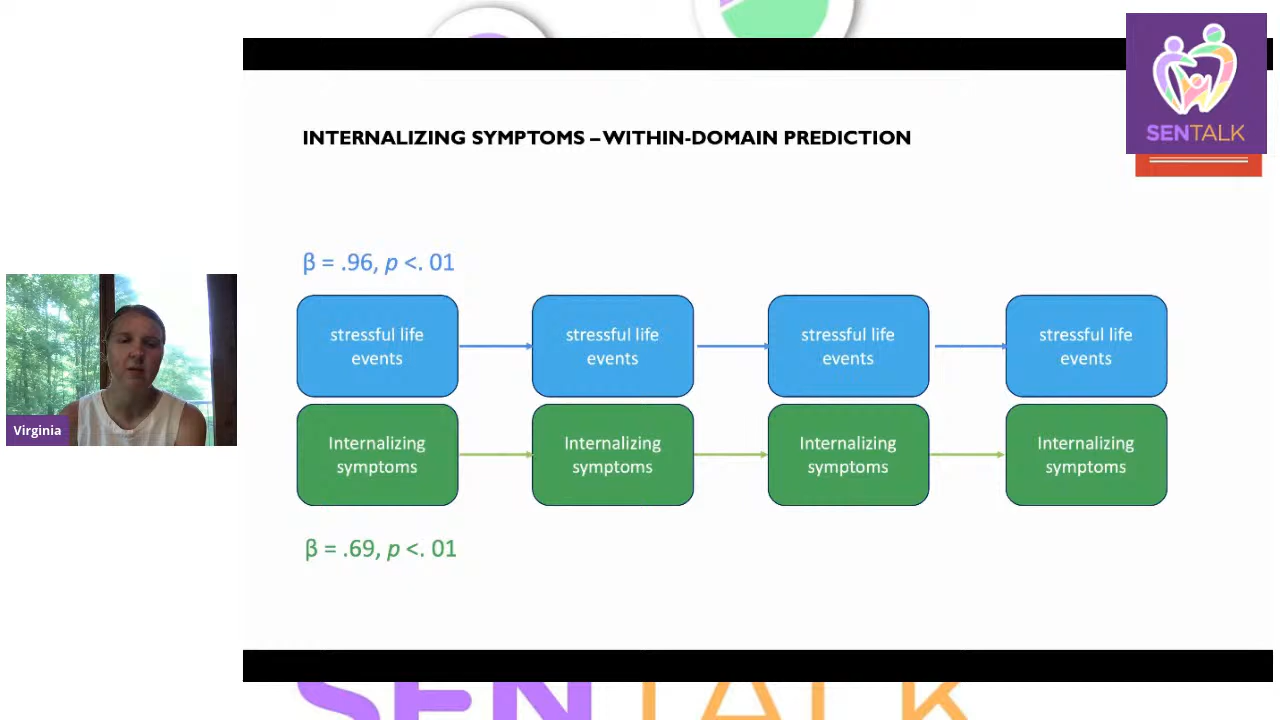 SENTALK
INTERNALIZING SYMPTOMS – WITHIN-DOMAIN PREDICTION
β = .96, p <. 01
stressful life
events
stressful life
events
stressful life
events
stressful life
events
Internalizing
symptoms
Internalizing
symptoms
Internalizing
symptoms
Internalizing
symptoms
β = .69, p <. 01
Virginia
SENTALK